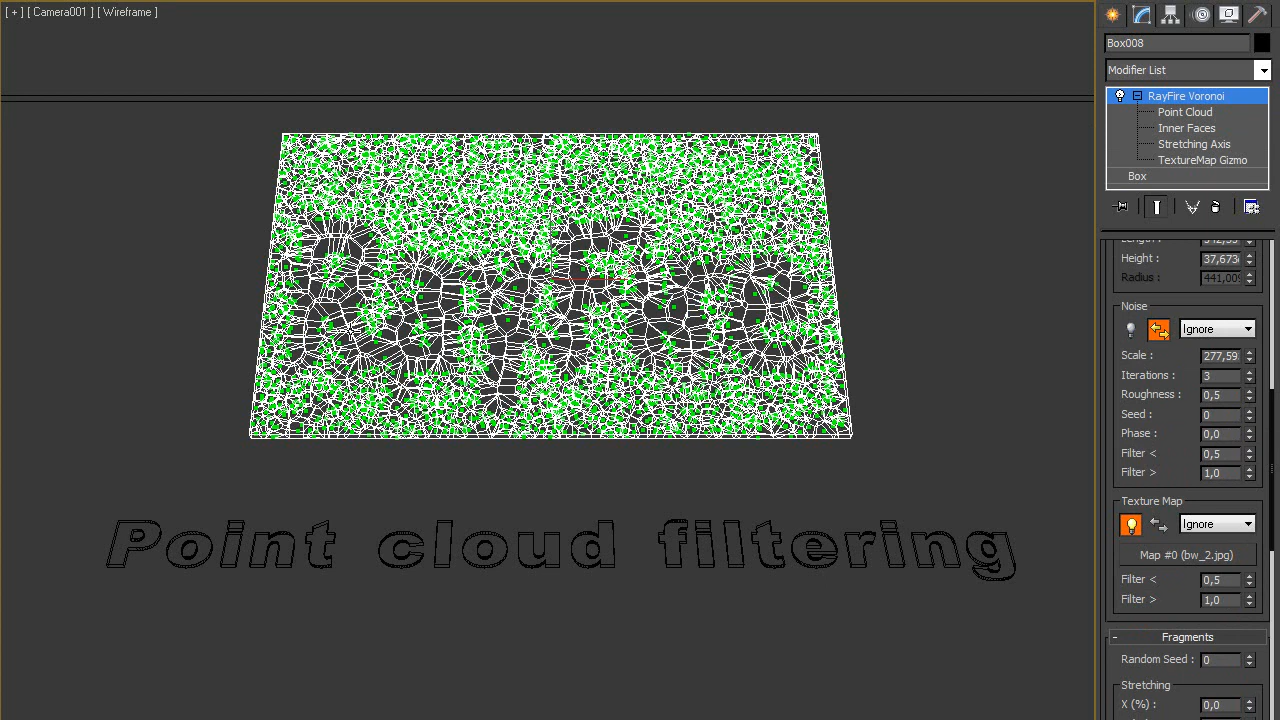 [ + ] [ Camera001 ] [ Wireframe ]
Box008
Modifier List
RayFire Voronoi
Point Cloud
Inner Faces
Stretching Axis
TextureMap Gizmo
Box
Height : 37,673
Radius : 441,009
Noise
Ignore
Scale : 277,59
Iterations : 3
Roughness : 0,5
Seed : 0
Phase : 0,0
Filter < 0,5
Filter > 1,0
Texture Map
Ignore
Map #0 (bw_2.jpg)
Filter < 0,5
Filter > 1,0
- Fragments
Random Seed : 0
Stretching
X (%) : 0,0
Point cloud filtering